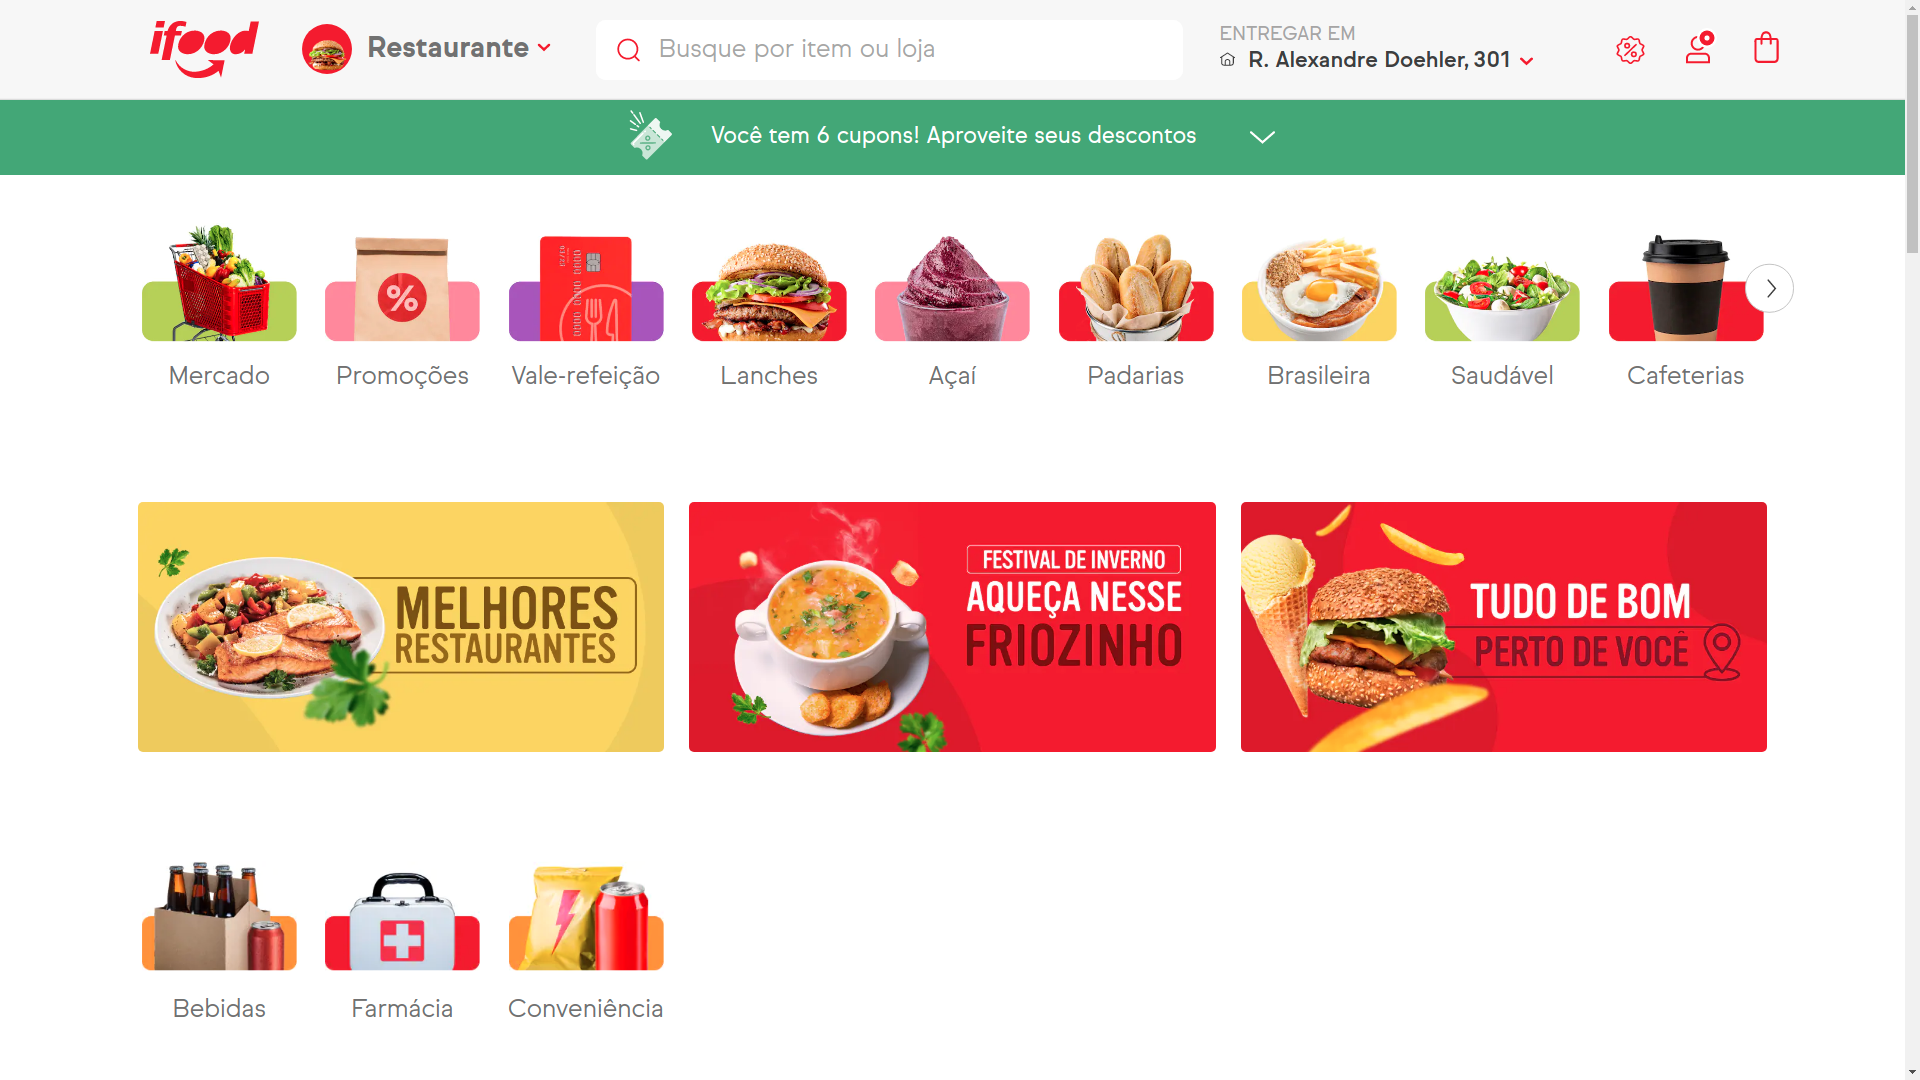 ifood
Restaurante
Busque por item ou loja
ENTREGAR EM
R. Alexandre Doehler, 301
Você tem 6 cupons! Aproveite seus descontos
Mercado
Promoções
Vale-refeição
Lanches
Açaí
Padarias
Brasileira
Saudável
Cafeterias
MELHORES
RESTAURANTES
FESTIVAL DE INVERNO
AQUEÇA NESSE
FRIOZINHO
TUDO DE BOM
PERTO DE VOCÊ
Bebidas
Farmácia
Conveniência